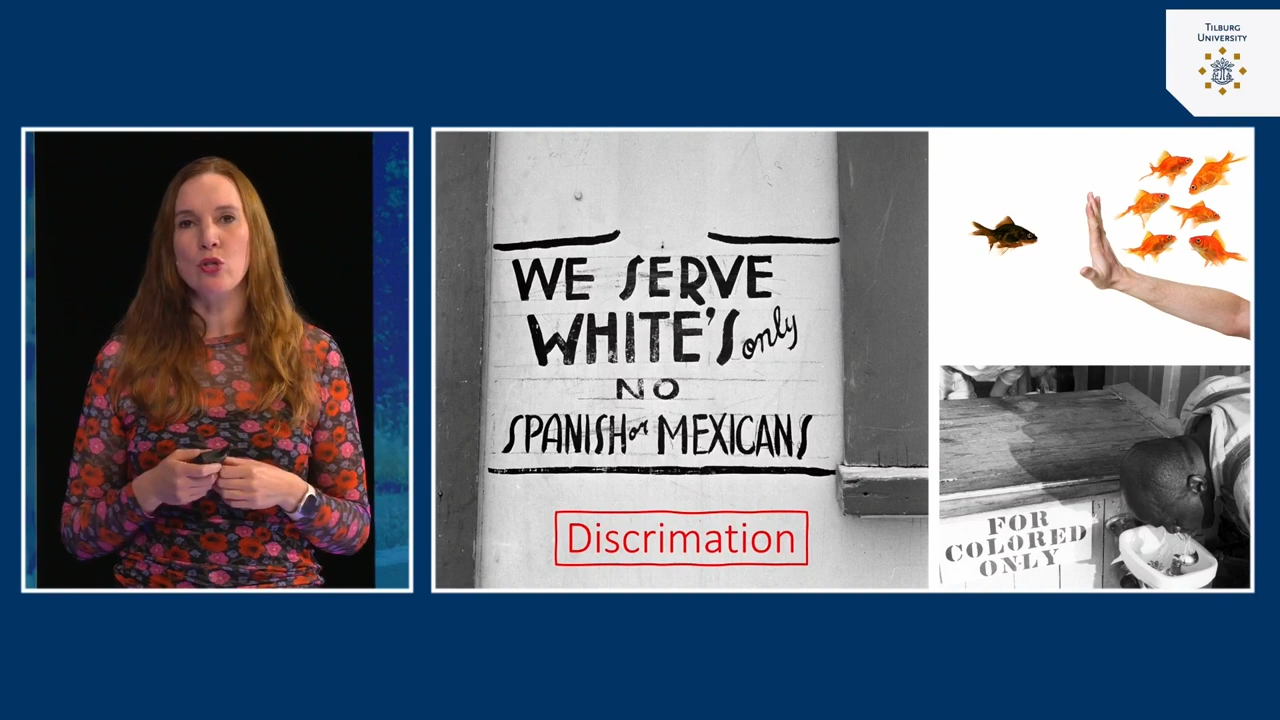 TILBURG
UNIVERSITY
WE SERVE
WHITE'S only
NO
SPANISH or MEXICANS
Discrimation
FOR
COLORED
ONLY